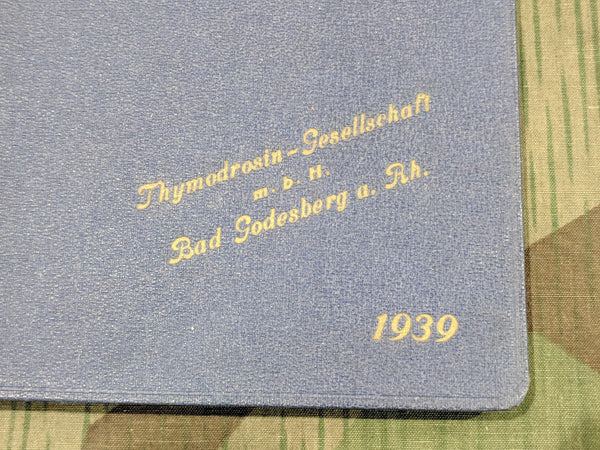 Thymodrosin-Gesellschaft
m. b. H.
Bad Godesberg a. Rh.
1939